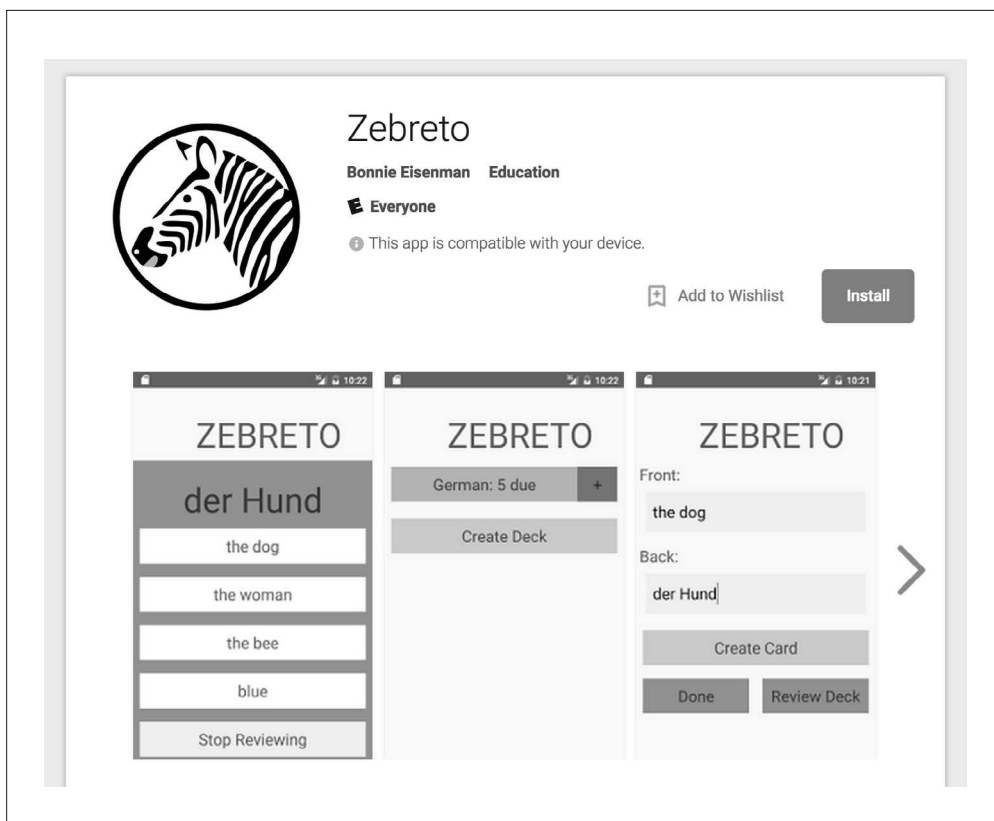 Zebreto
Bonnie Eisenman Education
E Everyone
This app is compatible with your device.
Add to Wishlist
Install
10:22
ZEBRETO
der Hund
the dog
the woman
the bee
blue
Stop Reviewing
10:22
ZEBRETO
German: 5 due +
Create Deck
10:21
ZEBRETO
Front:
the dog
Back:
der Hund
Create Card
Done Review Deck